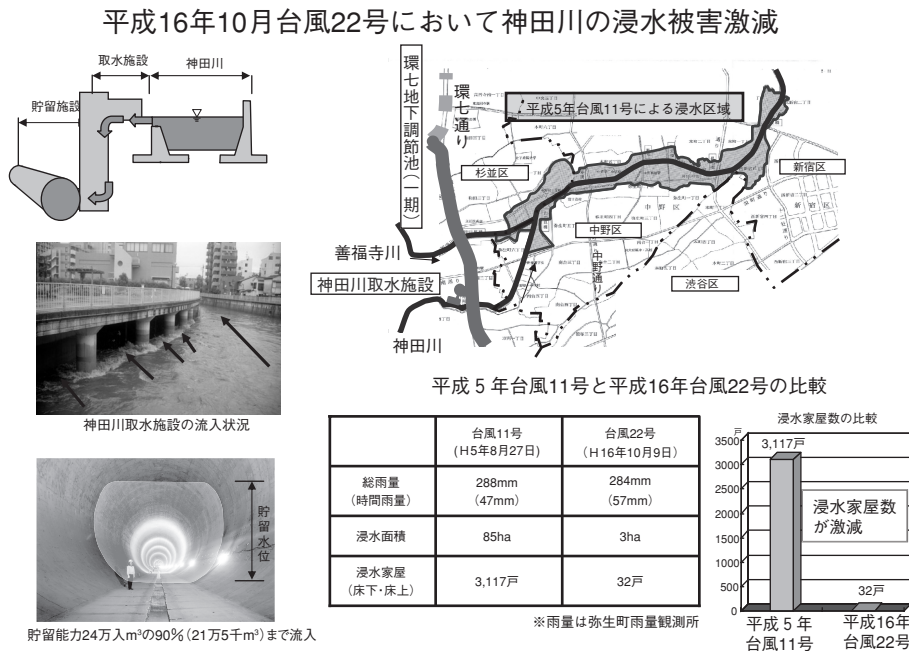 平成16年10月台風22号において神田川の浸水被害激減
取水施設
神田川
貯留施設
神田川取水施設の流入状況
貯留水位
貯留能力24万入m³の90%(21万5千m³)まで流入
環七地下調節池(一期)
環七通り
平成5年台風11号による浸水区域
杉並区
新宿区
中野区
新宿区
中野区
善福寺川
中野通り
渋谷区
神田川取水施設
神田川
平成5年台風11号と平成16年台風22号の比較
台風11号
(H5年8月27日)
台風22号
(H16年10月9日)
総雨量
(時間雨量)
288mm
(47mm)
284mm
(57mm)
浸水面積
85ha
3ha
浸水家屋
(床下・床上)
3,117戸
32戸
※雨量は弥生町雨量観測所
浸水家屋数の比較
戸
3500
3000
2500
2000
1500
1000
500
0
3,117戸
浸水家屋数
が激減
32戸
平成5年
台風11号
平成16年
台風22号